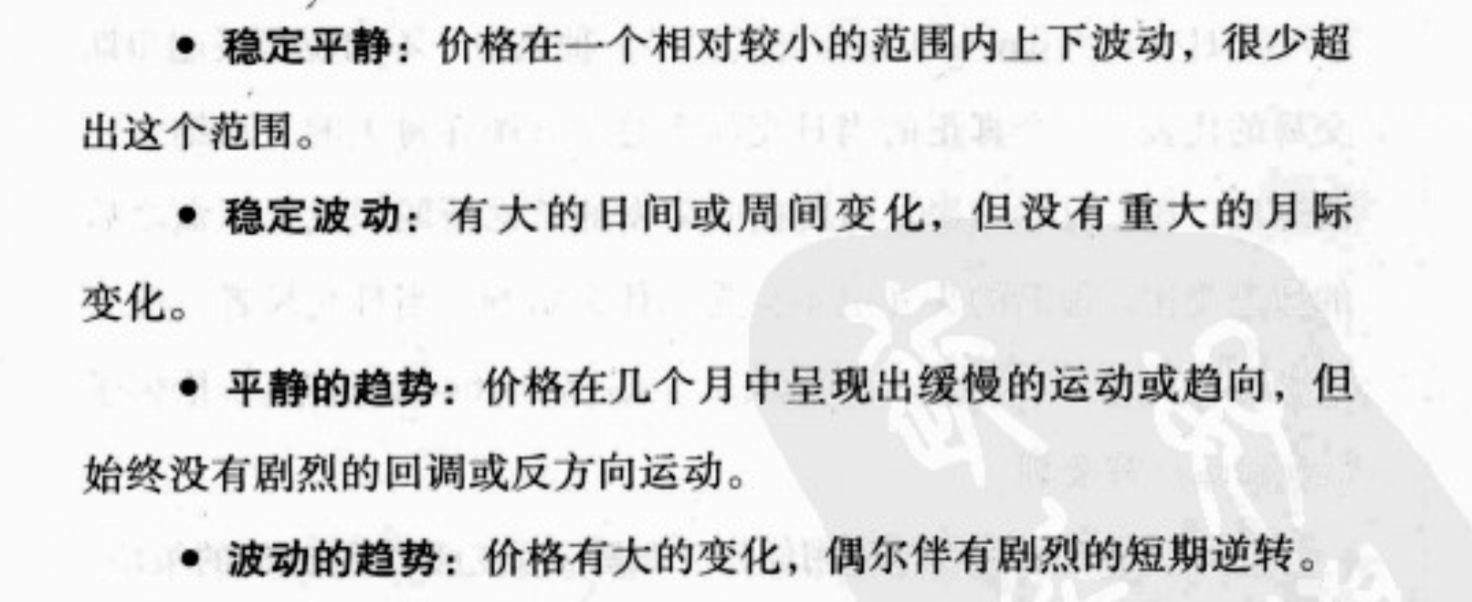 ● 稳定平静：价格在一个相对较小的范围内上下波动，很少超
出这个范围。
● 稳定波动：有大的日间或周间变化，但没有重大的月际
变化。
● 平静的趋势：价格在几个月中呈现出缓慢的运动或趋向，但
始终没有剧烈的回调或反方向运动。
● 波动的趋势：价格有大的变化，偶尔伴有剧烈的短期逆转。